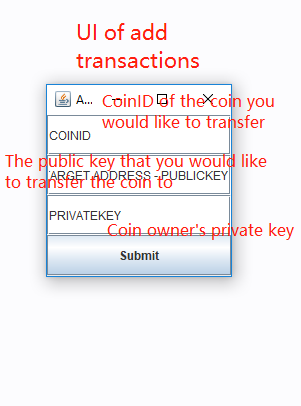 UI of add
transactions
A...
CoinID of the coin you
would like to transfer
COINID
The public key that you would like
to transfer the coin to
ARGET ADDRESS - PUBLICKEY
PRIVATEKEY
Coin owner's private key
Submit